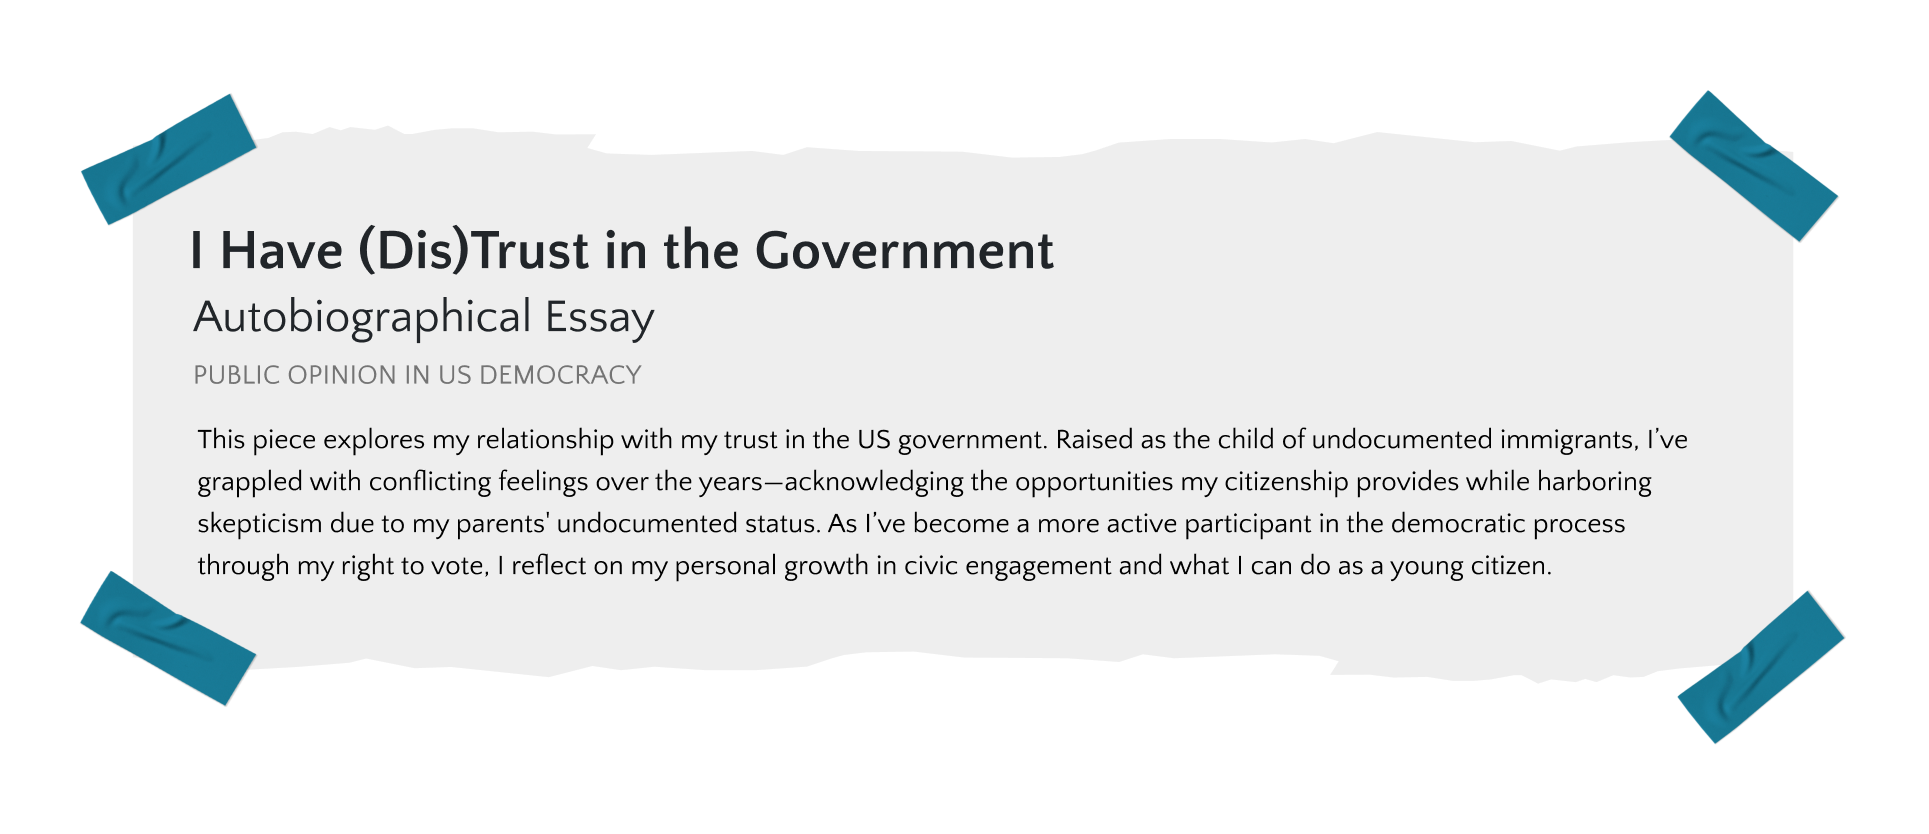 I Have (Dis)Trust in the Government
Autobiographical Essay
PUBLIC OPINION IN US DEMOCRACY
This piece explores my relationship with my trust in the US government. Raised as the child of undocumented immigrants, I’ve
grappled with conflicting feelings over the years—acknowledging the opportunities my citizenship provides while harboring
skepticism due to my parents' undocumented status. As I’ve become a more active participant in the democratic process
through my right to vote, I reflect on my personal growth in civic engagement and what I can do as a young citizen.